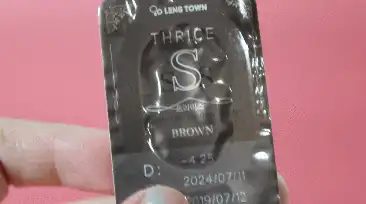 LENS TOWN
THRICE
S
BROWN
-4.25
D:
2024/07/11
2019/07/12